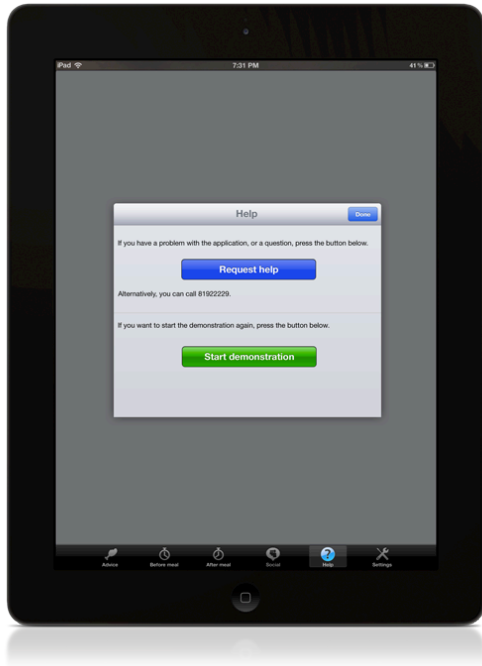 iPad 7:31 PM 41%
Help Done
If you have a problem with the application, or a question, press the button below.
Request help
Alternatively, you can call 81922229.
If you want to start the demonstration again, press the button below.
Start demonstration
Advice Before meal After meal Social Help Settings